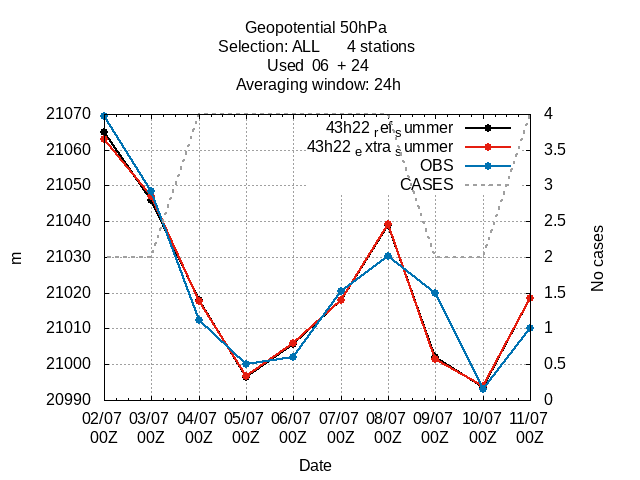 Geopotential 50hPa
Selection: ALL 4 stations
Used 06 + 24
Averaging window: 24h
21070
21060
21050
21040
21030
21020
21010
21000
20990
m
4
3.5
3
2.5
2
1.5
1
0.5
0
No cases
43h22 ref summer
43h22 extra summer
OBS
CASES
02/07 03/07 04/07 05/07 06/07 07/07 08/07 09/07 10/07 11/07
00Z 00Z 00Z 00Z 00Z 00Z 00Z 00Z 00Z 00Z
Date